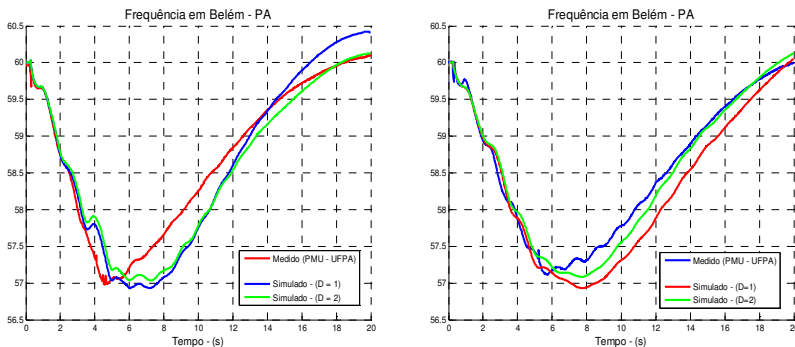 Frequência em Belém - PA
60.5
60
59.5
59
58.5
58
57.5
57
56.5
0 2 4 6 8 10 12 14 16 18 20
Tempo - (s)
Medido (PMU - UFPA)
Simulado - (D = 1)
Simulado - (D = 2)
Frequência em Belém - PA
60.5
60
59.5
59
58.5
58
57.5
57
56.5
0 2 4 6 8 10 12 14 16 18 20
Tempo - (s)
Medido (PMU - UFPA)
Simulado - (D=1)
Simulado - (D=2)